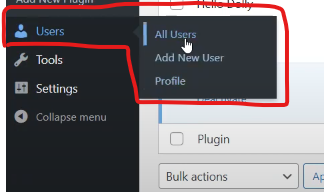 Add New Plugin
Hello Dolly
Users
All Users
Add New User
Profile
Tools
Settings
Deactivate
Collapse menu
Plugin
Bulk actions